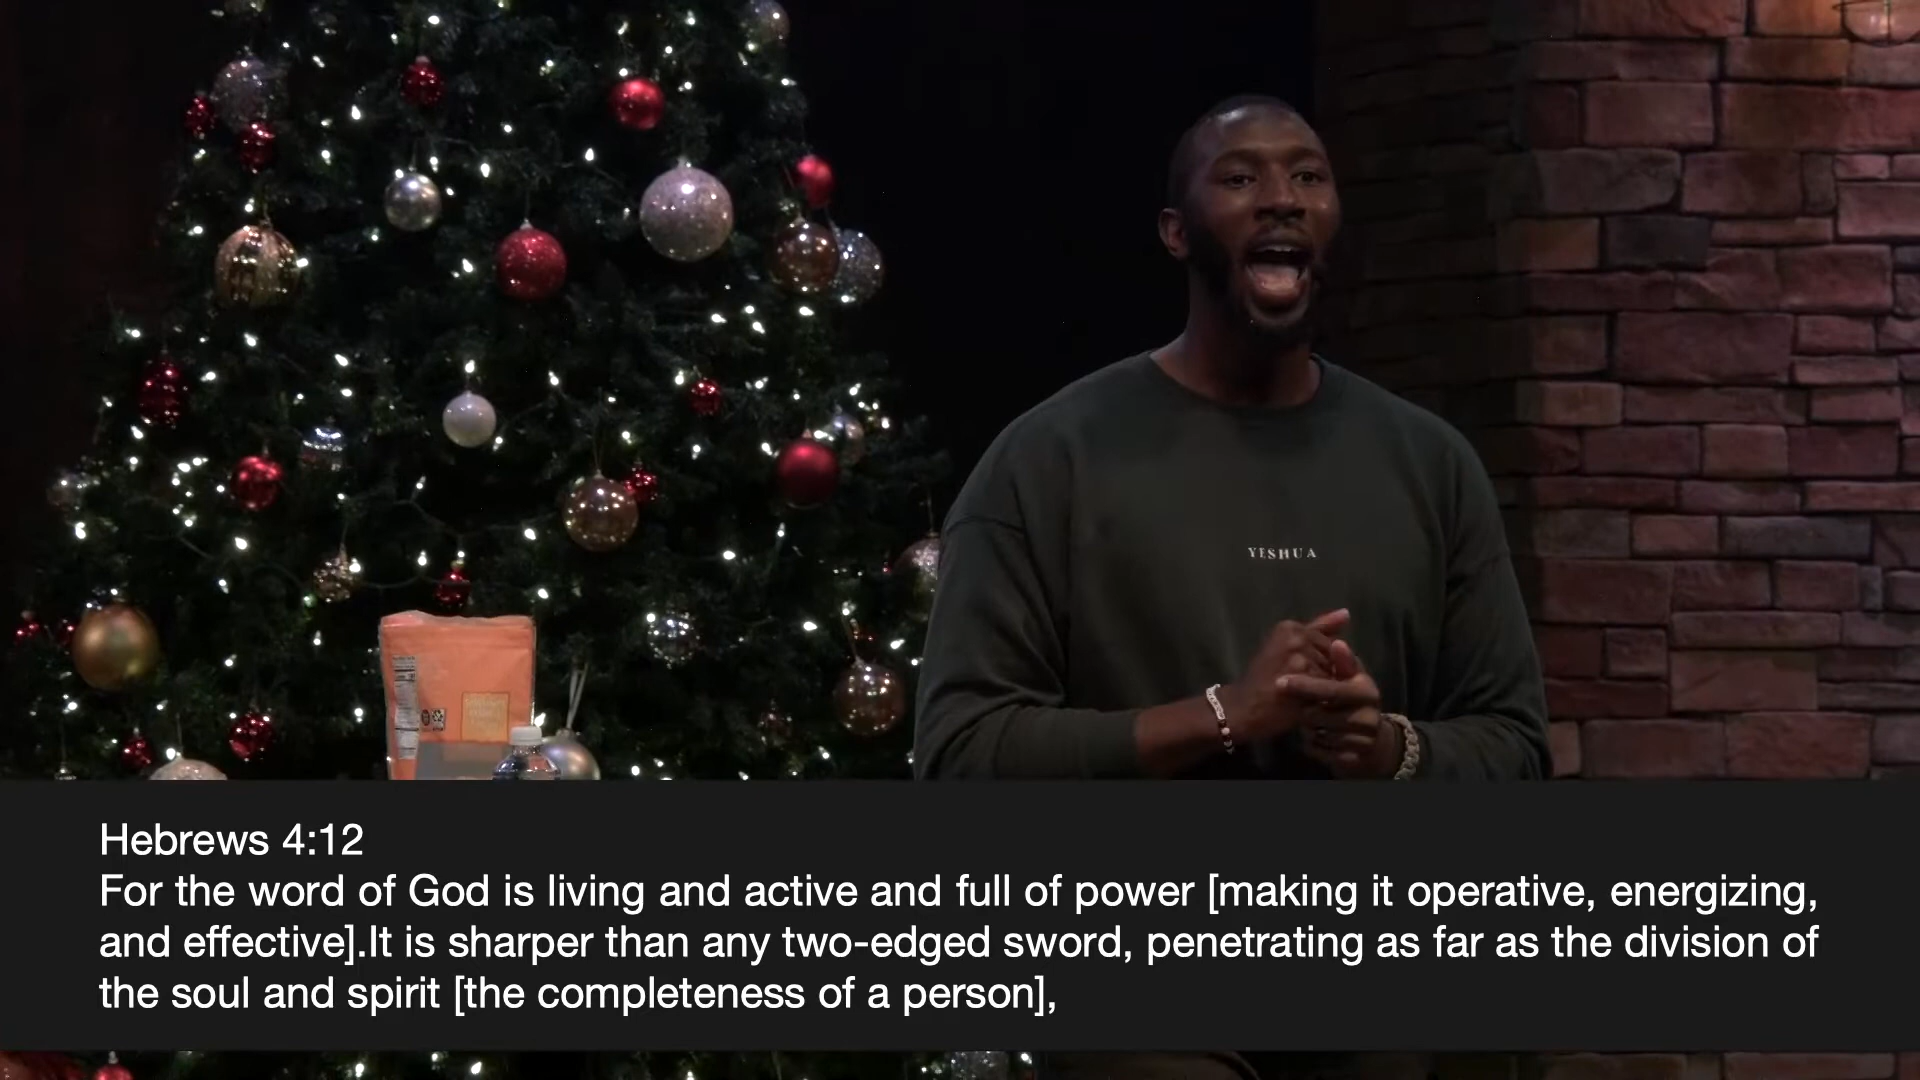 YESHUA
Hebrews 4:12
For the word of God is living and active and full of power [making it operative, energizing,
and effective].It is sharper than any two-edged sword, penetrating as far as the division of
the soul and spirit [the completeness of a person],